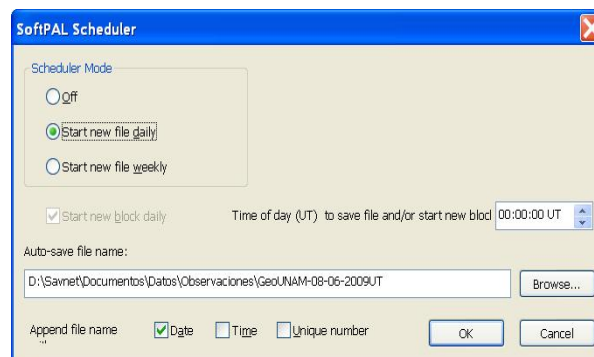 SoftPAL Scheduler
Scheduler Mode
Off
Start new file daily
Start new file weekly
Start new block daily
Time of day (UT) to save file and/or start new blocl
00:00:00 UT
Auto-save file name:
D:\Savnet\Documentos\Datos\Observaciones\GeoUNAM-08-06-2009UT
Browse...
Append file name
Date
Time
Unique number
OK
Cancel